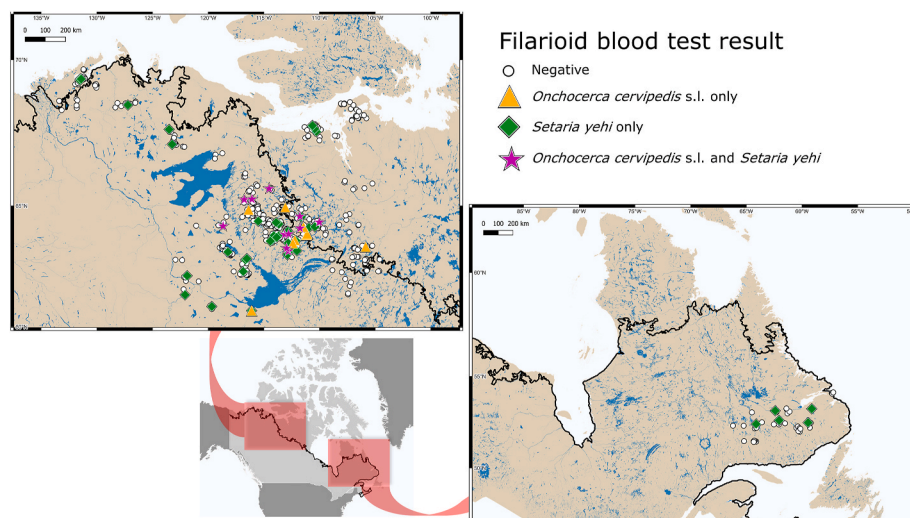 135°W 125°W 120°W 115°W 110°W 105°W 100°W
0 100 200 km
70°N
65°N
Filarioid blood test result
Negative
Onchocerca cervipedis s.l. only
Setaria yehi only
Onchocerca cervipedis s.l. and Setaria yehi
85°W 80°W 75°W 70°W 65°W 60°W 55°W
0 100 200 km
60°N
55°N